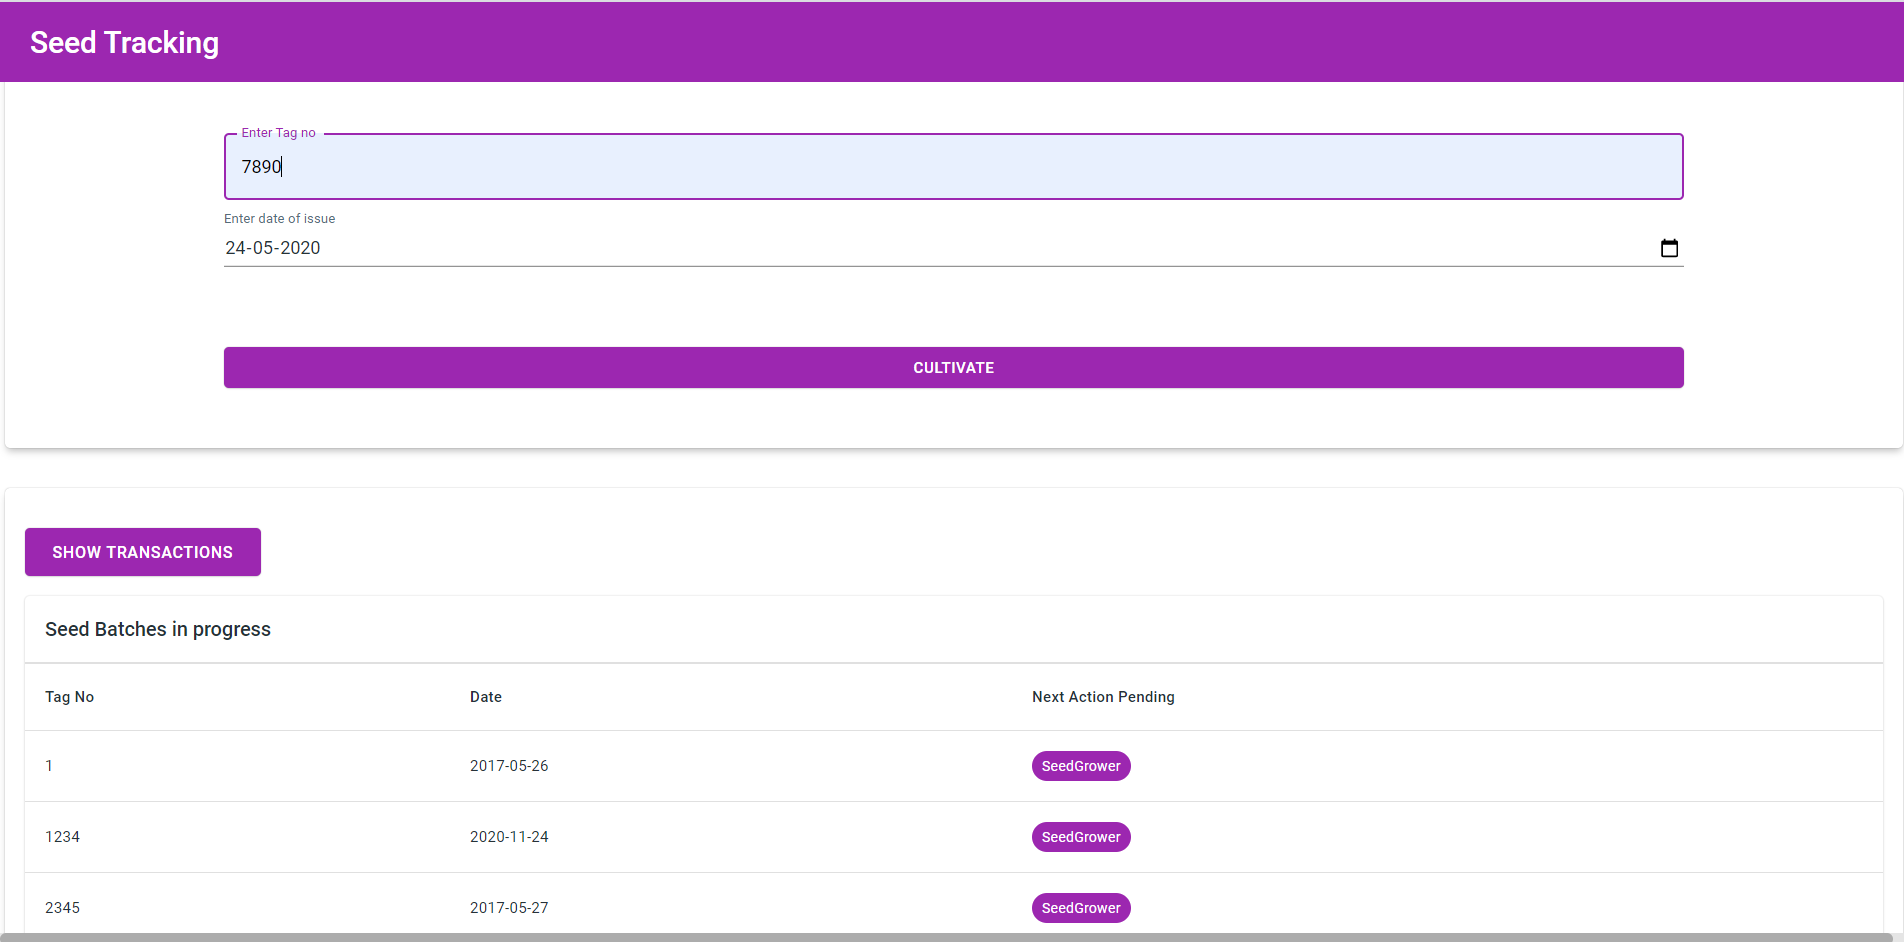 Seed Tracking
Enter Tag no
7890
Enter date of issue
24-05-2020
CULTIVATE
SHOW TRANSACTIONS
Seed Batches in progress
Tag No Date Next Action Pending
1 2017-05-26 SeedGrower
1234 2020-11-24 SeedGrower
2345 2017-05-27 SeedGrower